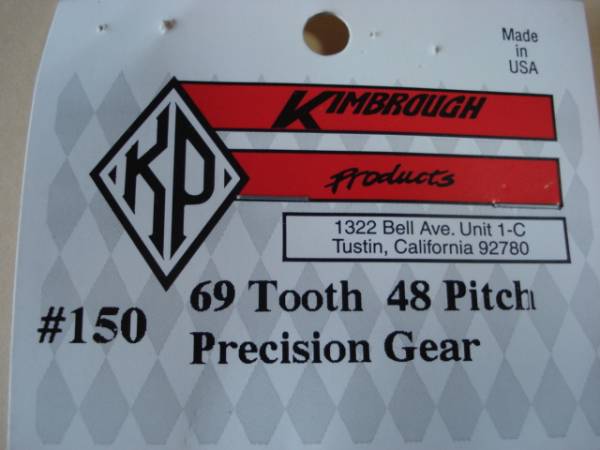 Made
in
USA
KP
KIMBROUGH
Products
1322 Bell Ave. Unit 1-C
Tustin, California 92780
#150
69 Tooth 48 Pitch
Precision Gear